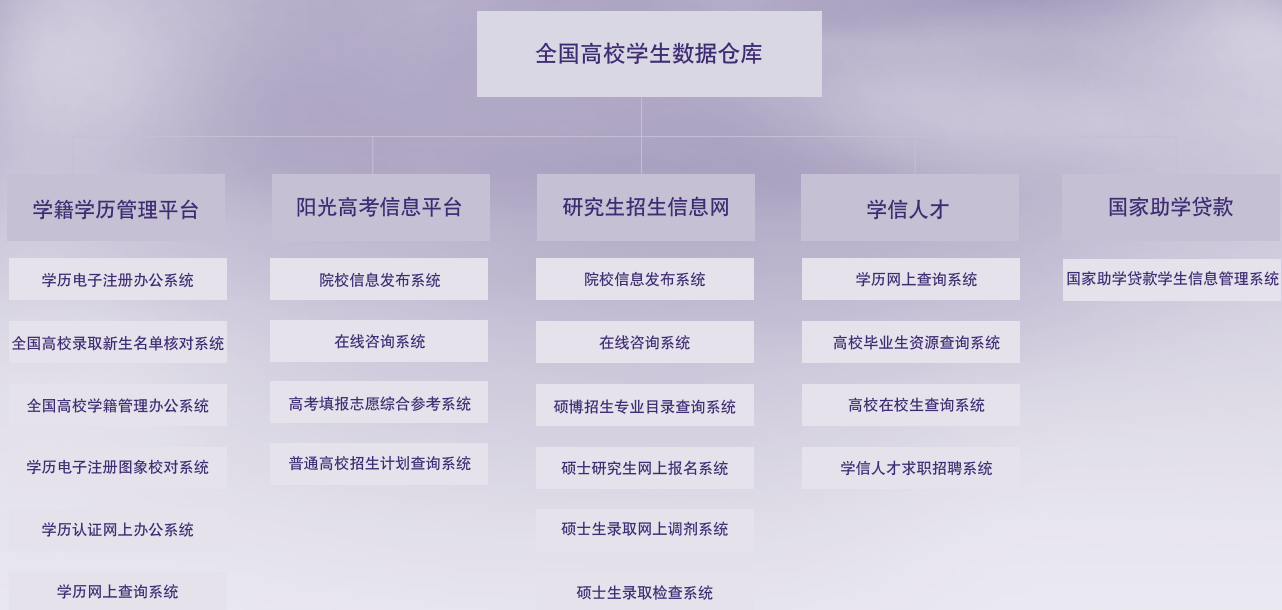 全国高校学生数据仓库
学籍学历管理平台
学历电子注册办公系统
全国高校录取新生名单核对系统
全国高校学籍管理办公系统
学历电子注册图象校对系统
学历认证网上办公系统
学历网上查询系统
阳光高考信息平台
院校信息发布系统
在线咨询系统
高考填报志愿综合参考系统
普通高校招生计划查询系统
研究生招生信息网
院校信息发布系统
在线咨询系统
硕博招生专业目录查询系统
硕士研究生网上报名系统
硕士生录取网上调剂系统
硕士生录取检查系统
学信人才
学历网上查询系统
高校毕业生资源查询系统
高校在校生查询系统
学信人才求职招聘系统
国家助学贷款
国家助学贷款学生信息管理系统